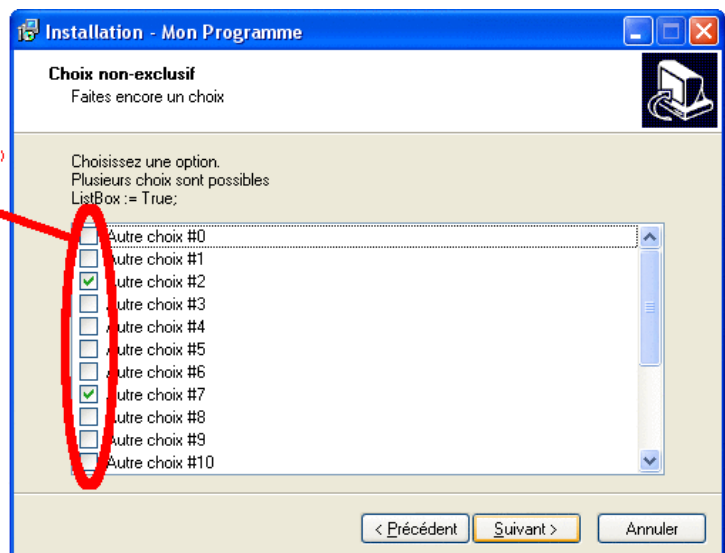 Installation - Mon Programme
Choix non-exclusif
Faites encore un choix
Choisissez une option.
Plusieurs choix sont possibles
ListBox := True;
Autre choix #0
Autre choix #1
Autre choix #2
Autre choix #3
Autre choix #4
Autre choix #5
Autre choix #6
Autre choix #7
Autre choix #8
Autre choix #9
Autre choix #10
< Précédent Suivant > Annuler